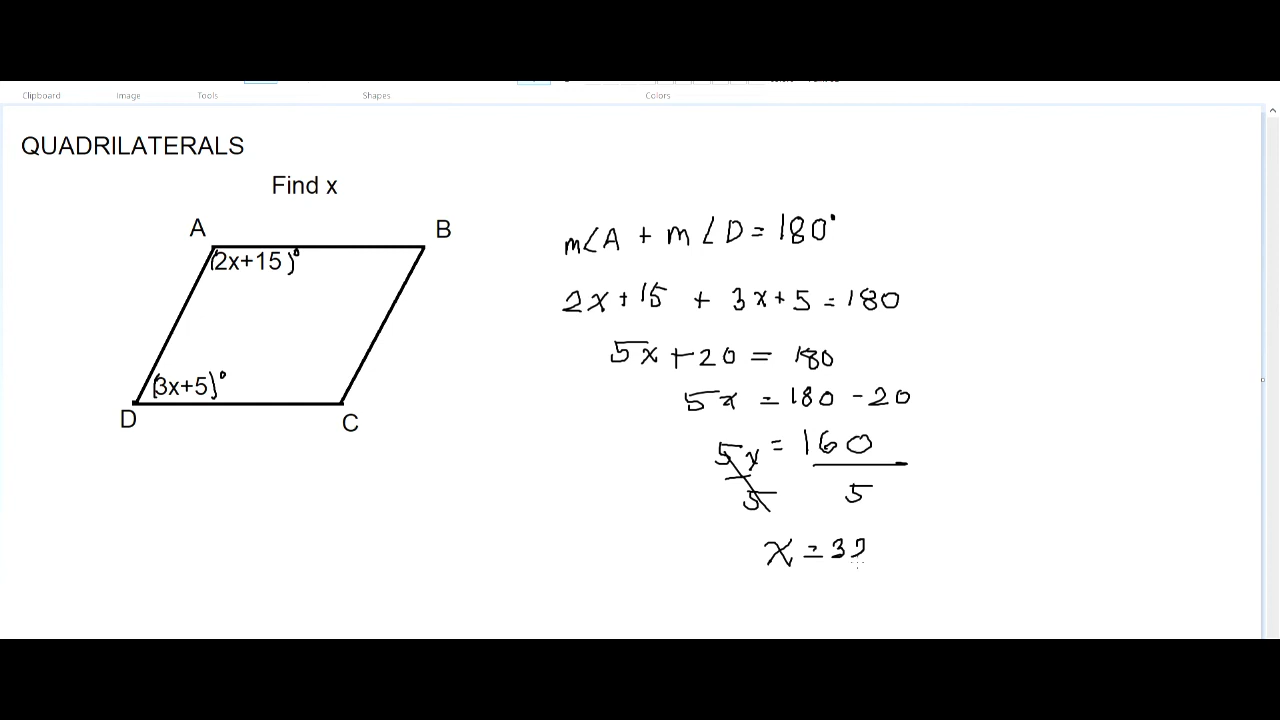 Clipboard Image Tools Shapes Colors
QUADRILATERALS
Find x
A B
(2x+15)°
(3x+5)°
D C
m∠A + m∠D = 180°
2x + 15 + 3x + 5 = 180
5x + 20 = 180
5x = 180 - 20
5x = 160
5 5
x = 32